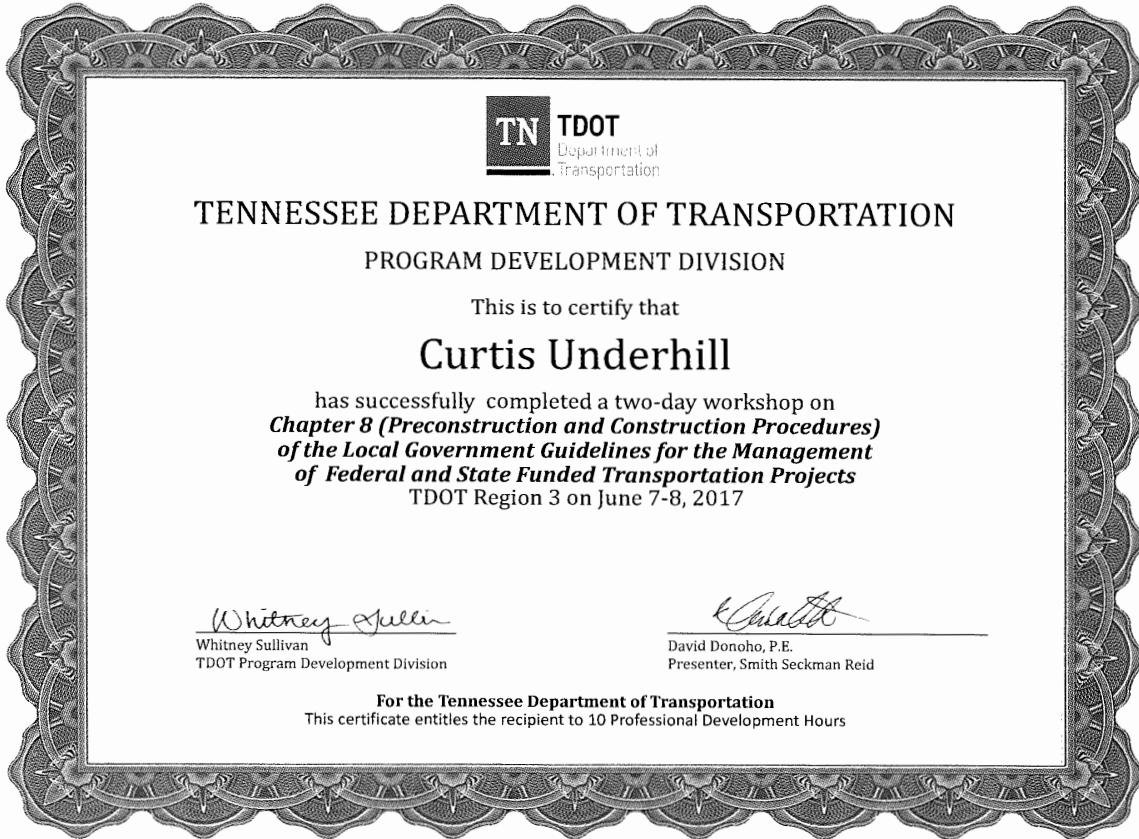 TN TDOT
Department of
Transportation
TENNESSEE DEPARTMENT OF TRANSPORTATION
PROGRAM DEVELOPMENT DIVISION
This is to certify that
Curtis Underhill
has successfully completed a two-day workshop on
Chapter 8 (Preconstruction and Construction Procedures)
of the Local Government Guidelines for the Management
of Federal and State Funded Transportation Projects
TDOT Region 3 on June 7-8, 2017
Whitney Sullivan
TDOT Program Development Division
David Donoho, P.E.
Presenter, Smith Seckman Reid
For the Tennessee Department of Transportation
This certificate entitles the recipient to 10 Professional Development Hours